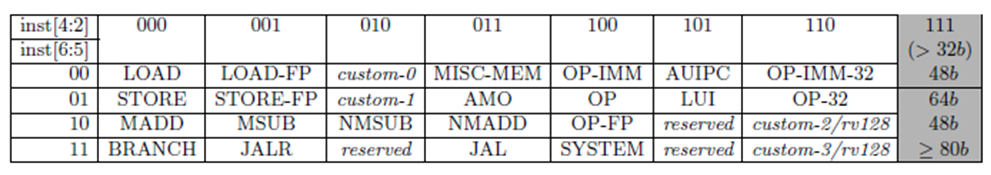 inst[4:2] 000 001 010 011 100 101 110 111
inst[6:5] (> 32b)
00 LOAD LOAD-FP custom-0 MISC-MEM OP-IMM AUIPC OP-IMM-32 48b
01 STORE STORE-FP custom-1 AMO OP LUI OP-32 64b
10 MADD MSUB NMSUB NMADD OP-FP reserved custom-2/rv128 48b
11 BRANCH JALR reserved JAL SYSTEM reserved custom-3/rv128 ≥ 80b